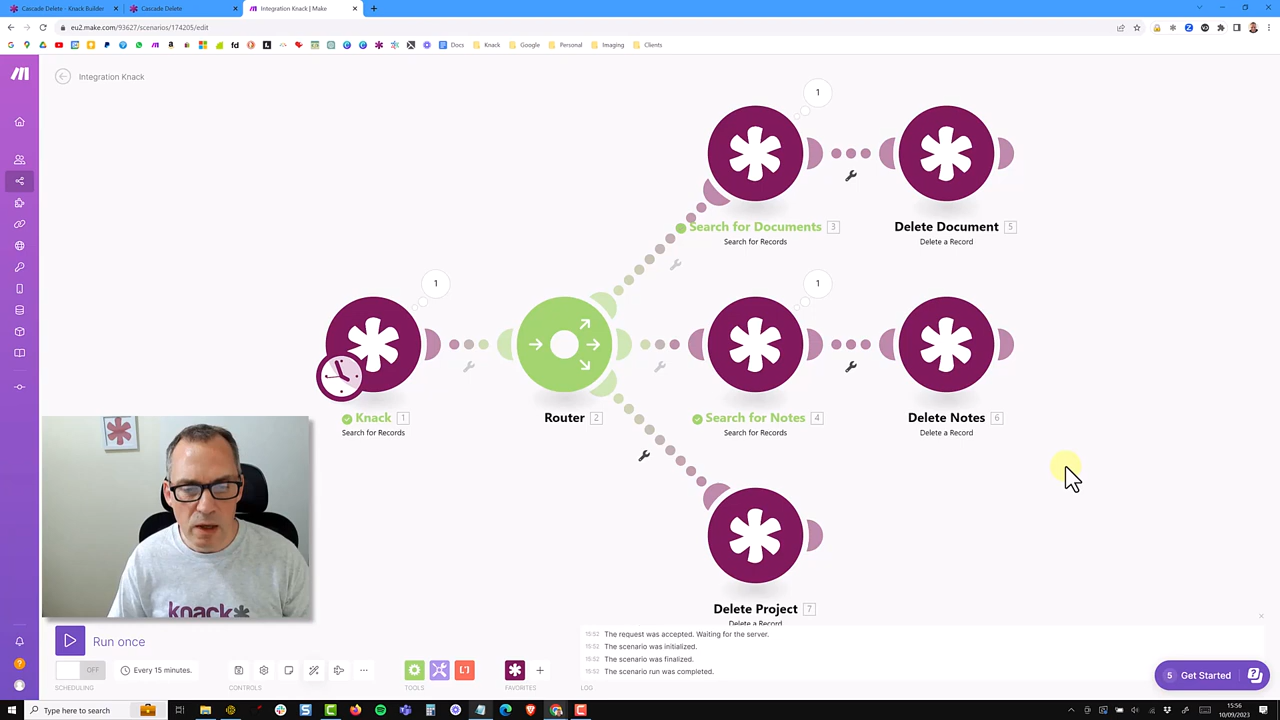 Cascade Delete - Knack Builder
Cascade Delete
Integration Knack | Make
eu2.make.com/93627/scenarios/174205/edit
Docs
Knack
Google
Personal
Imaging
Clients
Integration Knack
1
Search for Documents 3
Search for Records
Delete Document 5
Delete a Record
1
1
Knack 1
Search for Records
Router 2
Search for Notes 4
Search for Records
Delete Notes 6
Delete a Record
knack
Delete Project 7
Delete a Record
Run once
OFF
Every 15 minutes.
SCHEDULING
CONTROLS
TOOLS
FAVORITES
LOG
15:52 The request was accepted. Waiting for the server.
15:52 The scenario was initialized.
15:52 The scenario was finalized.
15:52 The scenario run was completed.
5 Get Started
Type here to search
15:56
10/09/2023